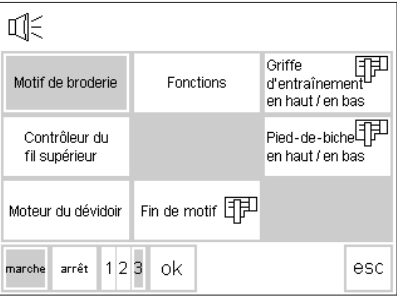 Motif de broderie
Fonctions
Griffe
d'entraînement
en haut / en bas
Contrôleur du
fil supérieur
Pied-de-biche
en haut / en bas
Moteur du dévidoir
Fin de motif
marche arrêt 1 2 3 ok esc